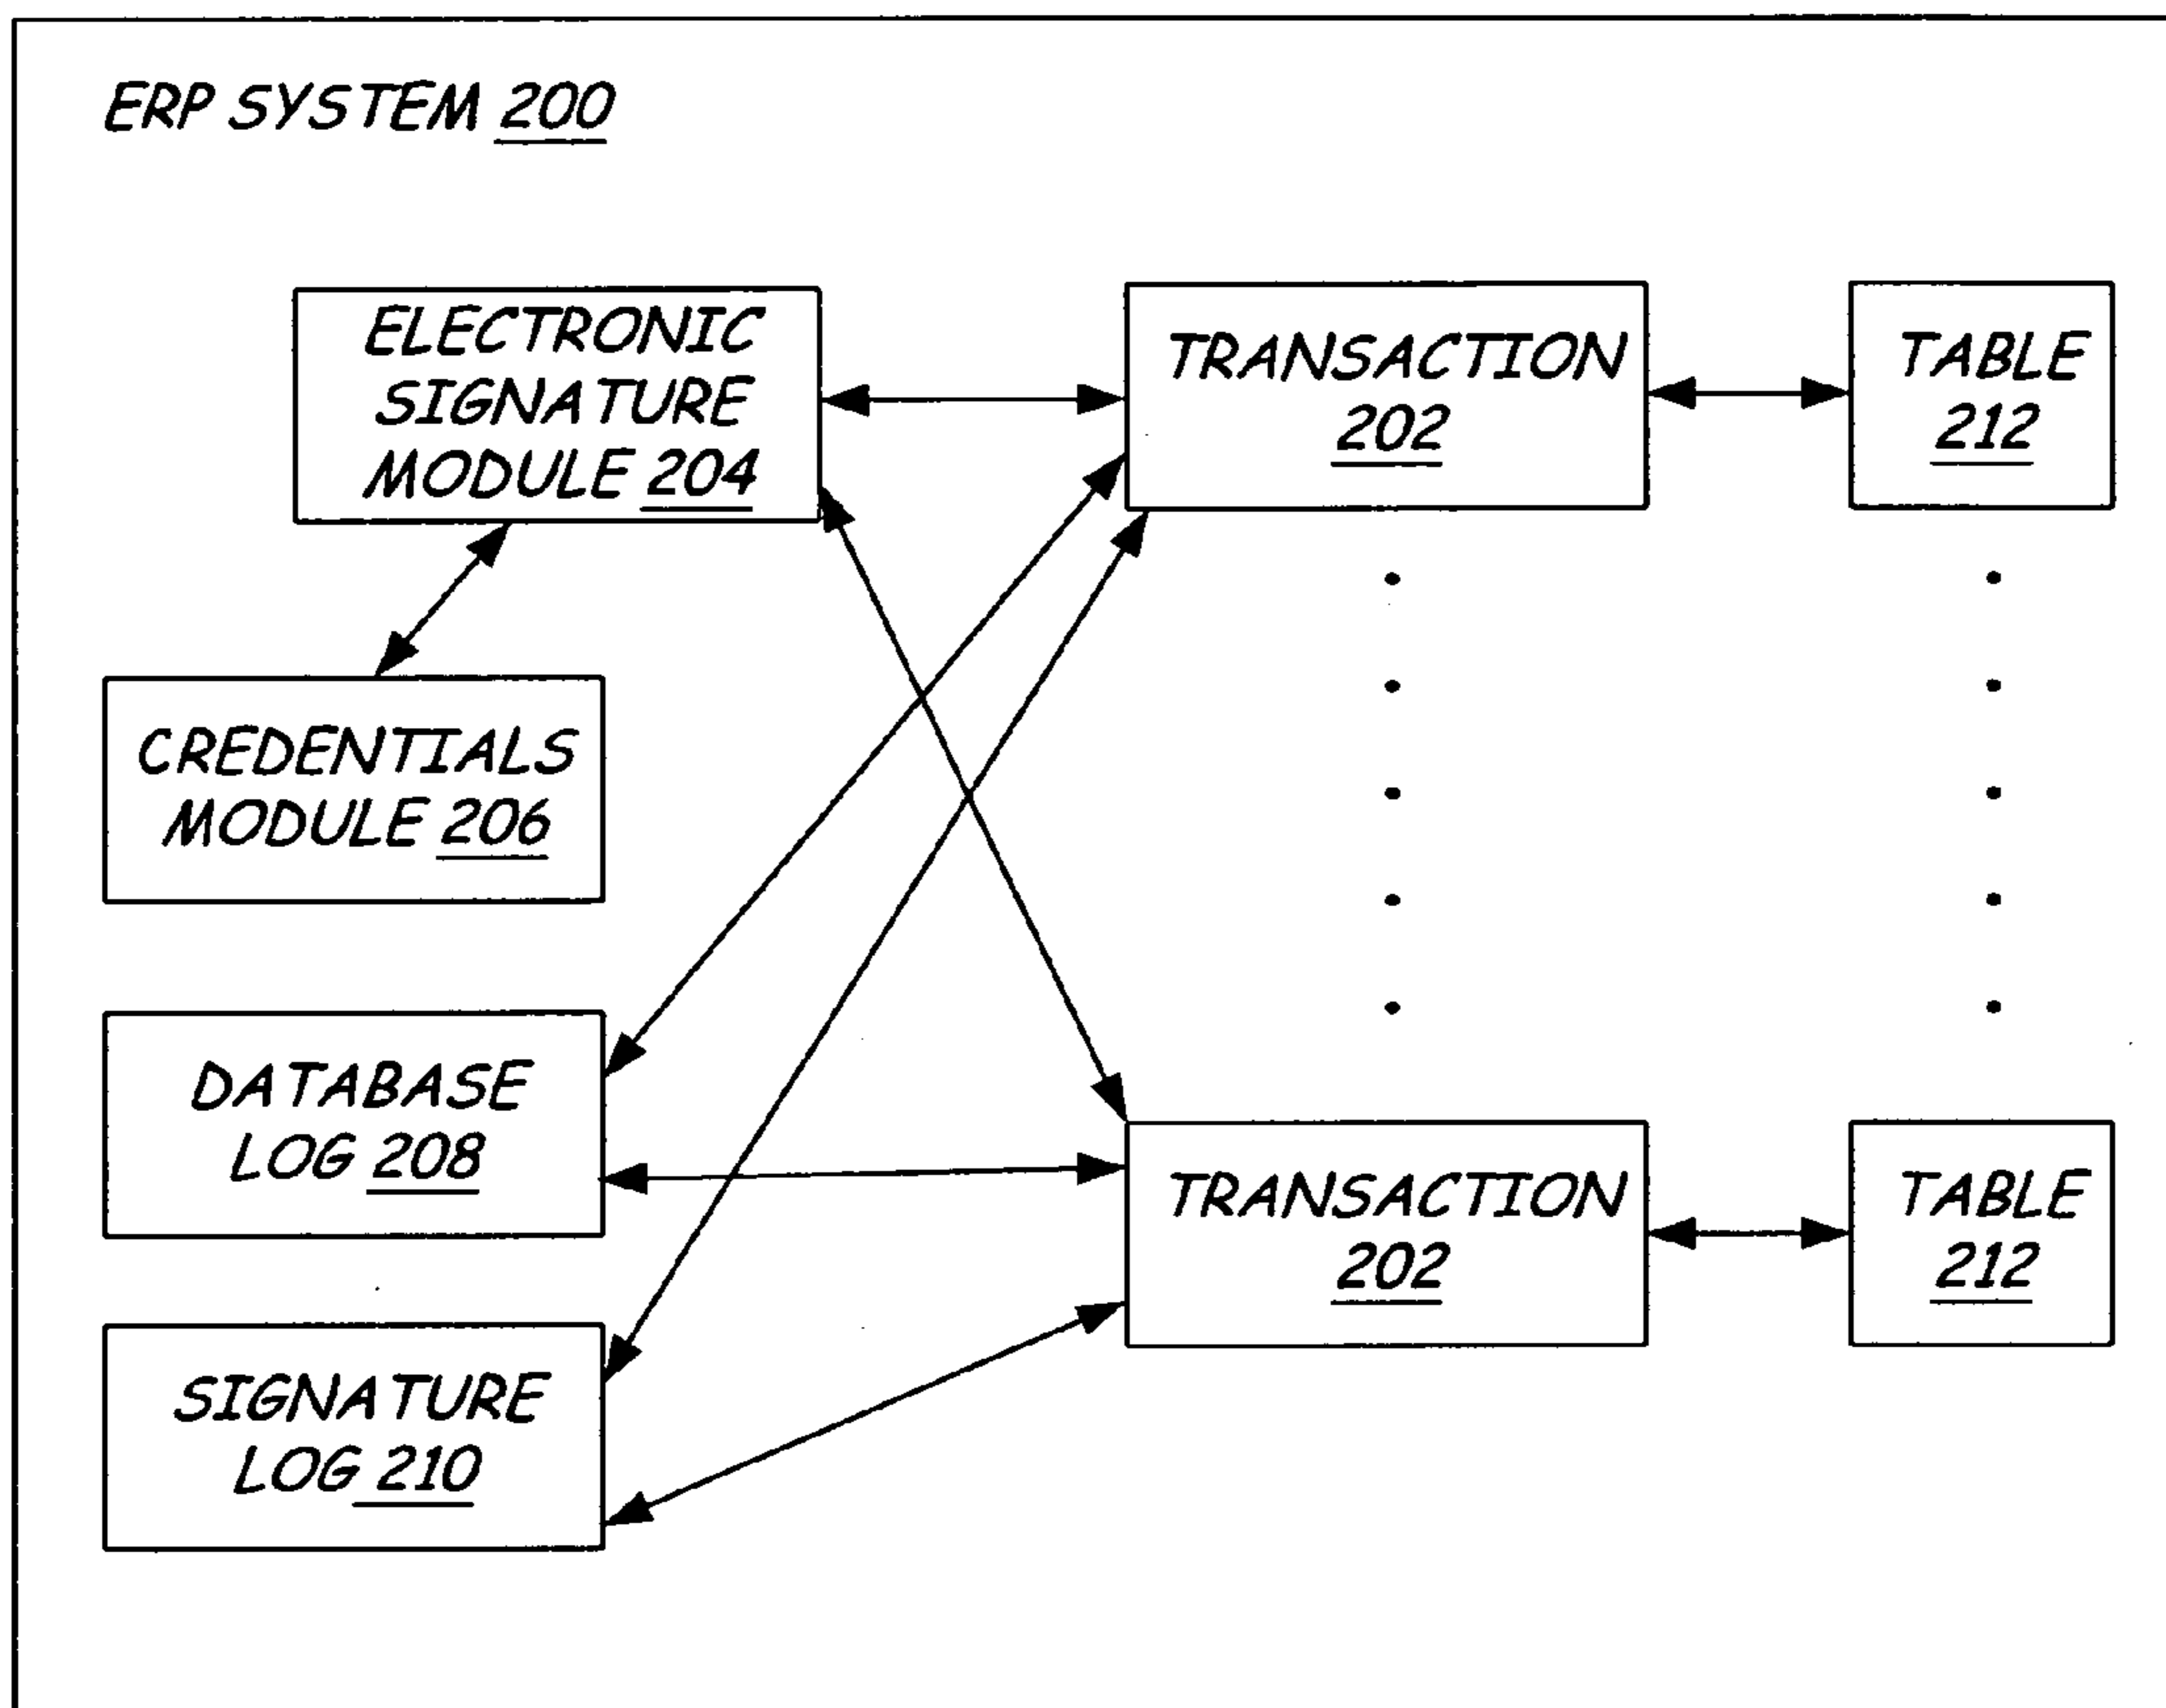 ERP SYSTEM 200
ELECTRONIC
SIGNATURE
MODULE 204
TRANSACTION
202
TABLE
212
CREDENTIALS
MODULE 206
DATABASE
LOG 208
TRANSACTION
202
TABLE
212
SIGNATURE
LOG 210